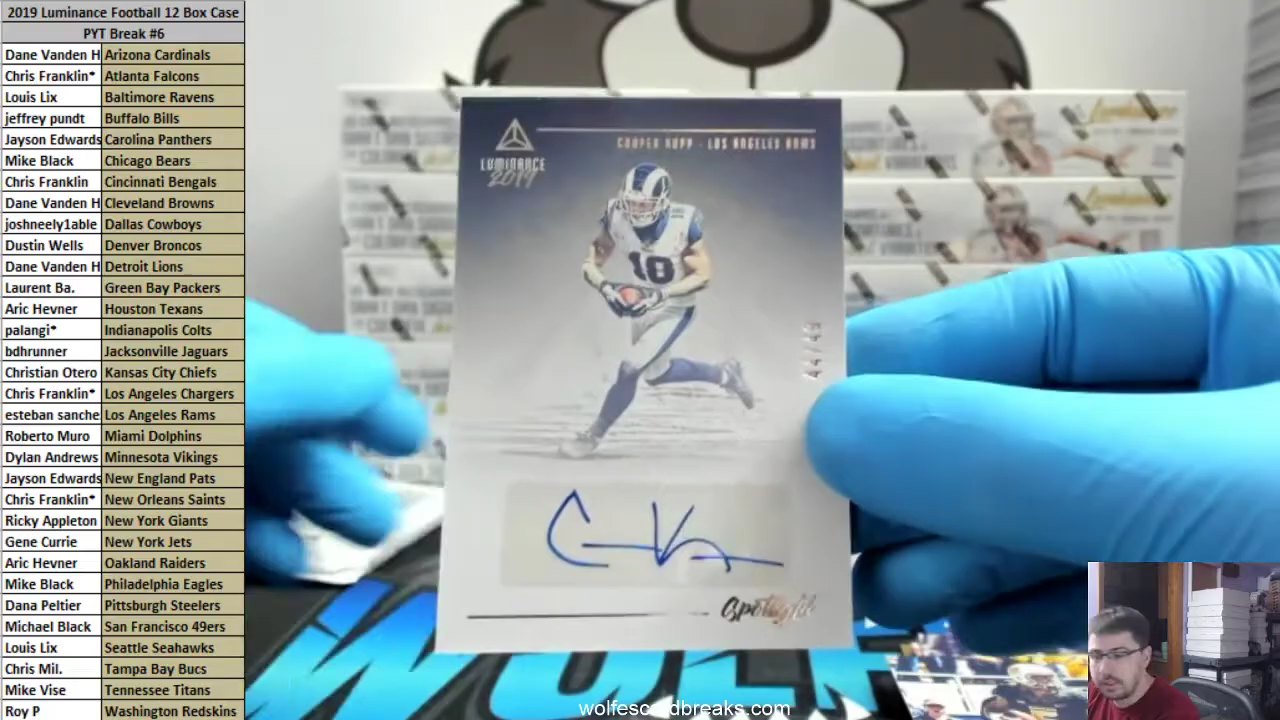 2019 Luminance Football 12 Box Case
PYT Break #6
Dane Vanden H Arizona Cardinals
Chris Franklin* Atlanta Falcons
Louis Lix Baltimore Ravens
jeffrey pundt Buffalo Bills
Jayson Edwards Carolina Panthers
Mike Black Chicago Bears
Chris Franklin Cincinnati Bengals
Dane Vanden H Cleveland Browns
joshneely1able Dallas Cowboys
Dustin Wells Denver Broncos
Dane Vanden H Detroit Lions
Laurent Ba. Green Bay Packers
Aric Hevner Houston Texans
palangi* Indianapolis Colts
bdhrunner Jacksonville Jaguars
Christian Otero Kansas City Chiefs
Chris Franklin* Los Angeles Chargers
esteban sanche Los Angeles Rams
Roberto Muro Miami Dolphins
Dylan Andrews Minnesota Vikings
Jayson Edwards New England Pats
Chris Franklin* New Orleans Saints
Ricky Appleton New York Giants
Gene Currie New York Jets
Aric Hevner Oakland Raiders
Mike Black Philadelphia Eagles
Dana Peltier Pittsburgh Steelers
Michael Black San Francisco 49ers
Louis Lix Seattle Seahawks
Chris Mil. Tampa Bay Bucs
Mike Vise Tennessee Titans
Roy P Washington Redskins
LUMINANCE
2019
COOPER KUPP - LOS ANGELES RAMS
18
Spotlight
WOLF
Luminance
Luminance
wolfescardbreaks.com